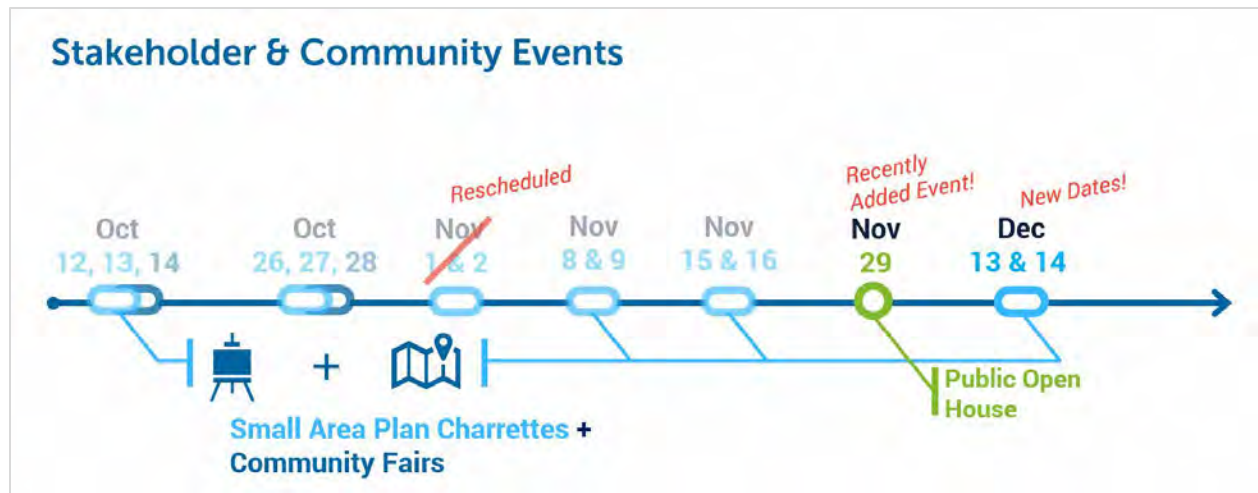 Stakeholder & Community Events
Rescheduled
Recently
Added Event!
New Dates!
Oct
12, 13, 14
Oct
26, 27, 28
Nov
1 & 2
Nov
8 & 9
Nov
15 & 16
Nov
29
Dec
13 & 14
+
Public Open
House
Small Area Plan Charrettes +
Community Fairs